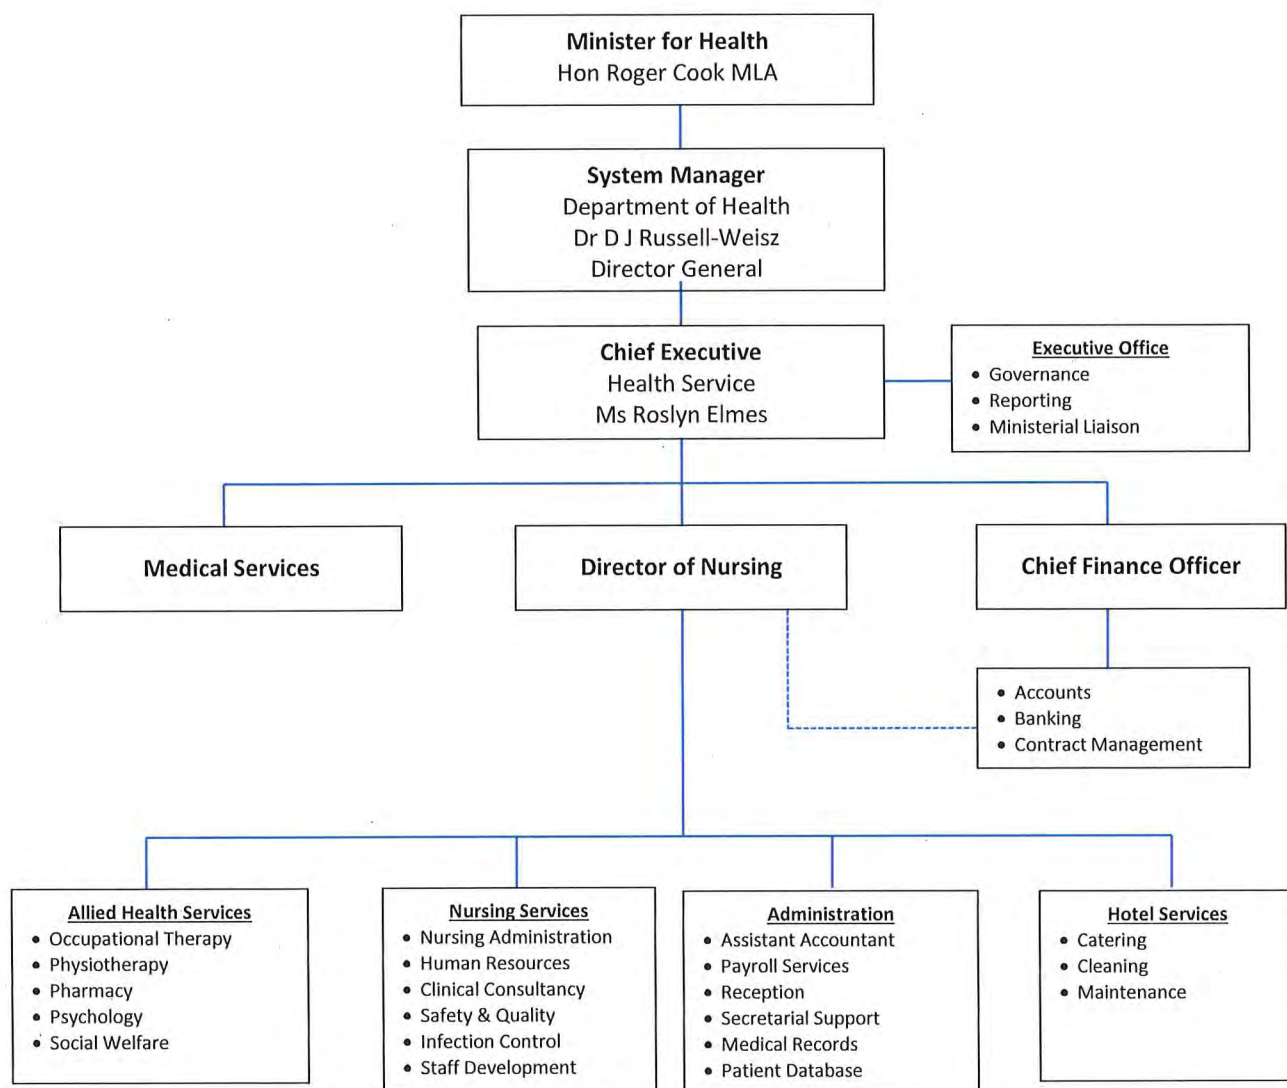 Minister for Health
Hon Roger Cook MLA
System Manager
Department of Health
Dr D J Russell-Weisz
Director General
Chief Executive
Health Service
Ms Roslyn Elmes
Executive Office
• Governance
• Reporting
• Ministerial Liaison
Medical Services
Director of Nursing
Chief Finance Officer
• Accounts
• Banking
• Contract Management
Allied Health Services
• Occupational Therapy
• Physiotherapy
• Pharmacy
• Psychology
• Social Welfare
Nursing Services
• Nursing Administration
• Human Resources
• Clinical Consultancy
• Safety & Quality
• Infection Control
• Staff Development
Administration
• Assistant Accountant
• Payroll Services
• Reception
• Secretarial Support
• Medical Records
• Patient Database
Hotel Services
• Catering
• Cleaning
• Maintenance